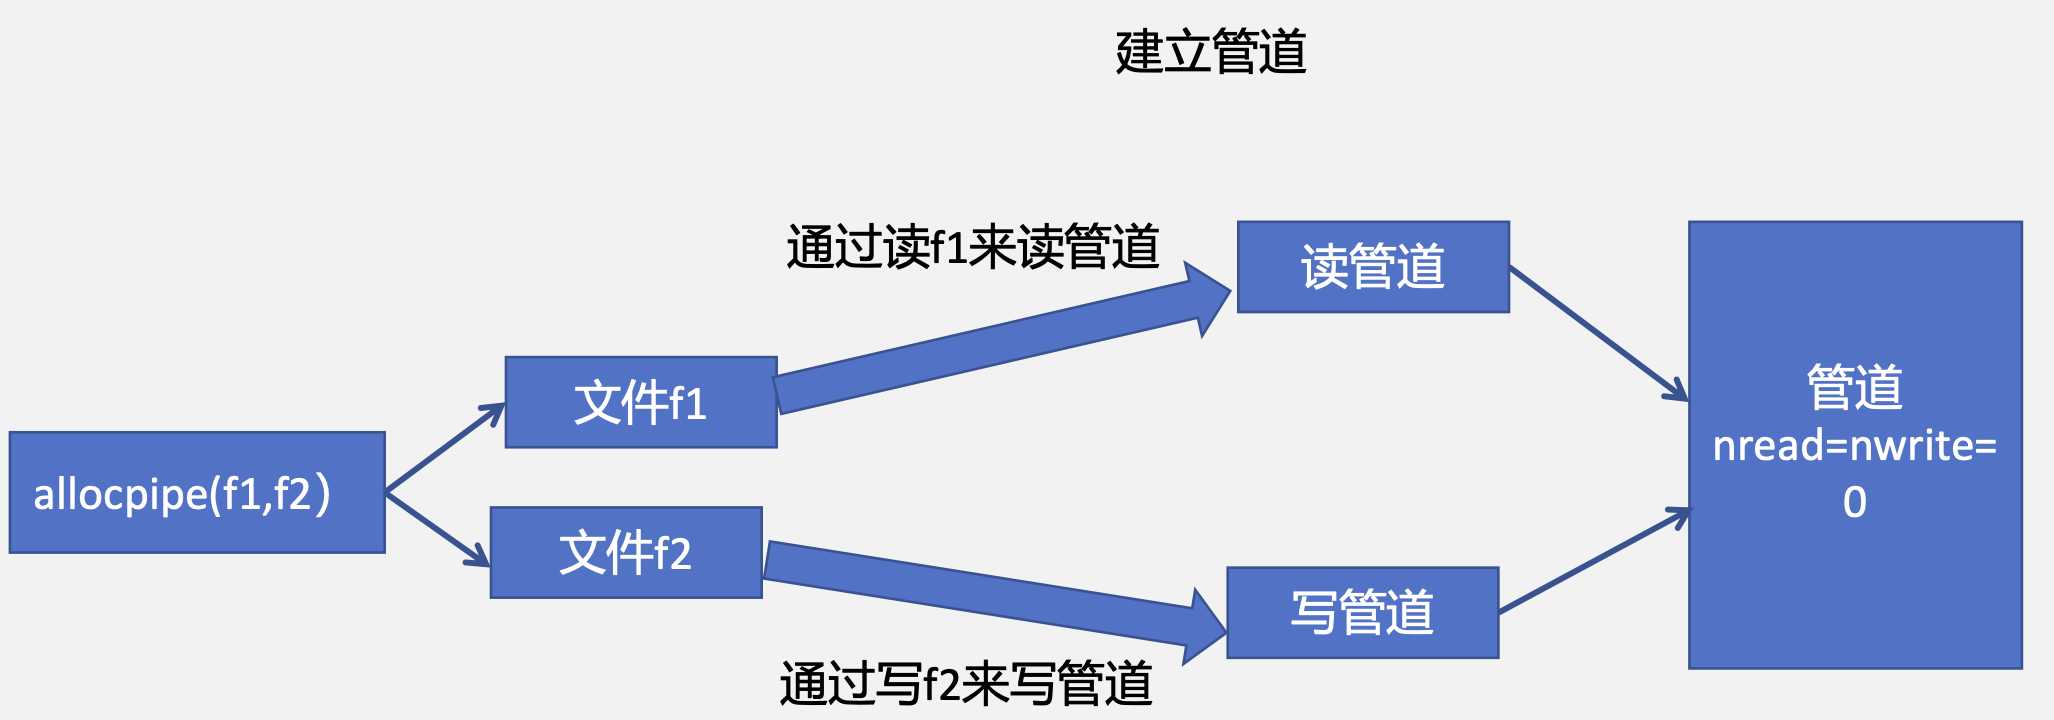 建立管道
通过读f1来读管道
读管道
文件f1
管道
nread=nwrite=
0
allocpipe(f1,f2）
文件f2
写管道
通过写f2来写管道